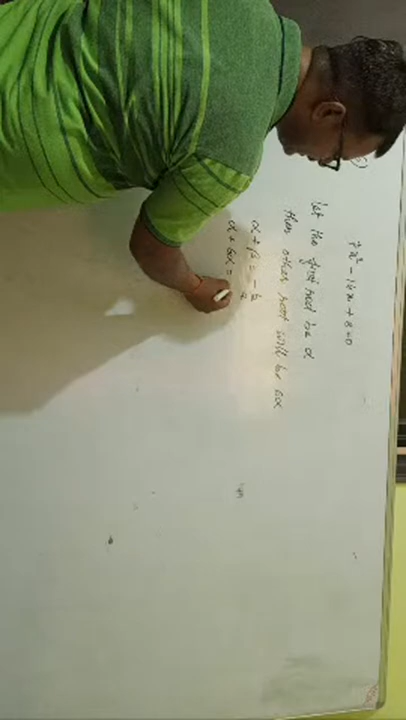 7x² - 14x + 8 = 0
let the first root be α
then other root will be 6α
α + β = - b/a
α + 6α =